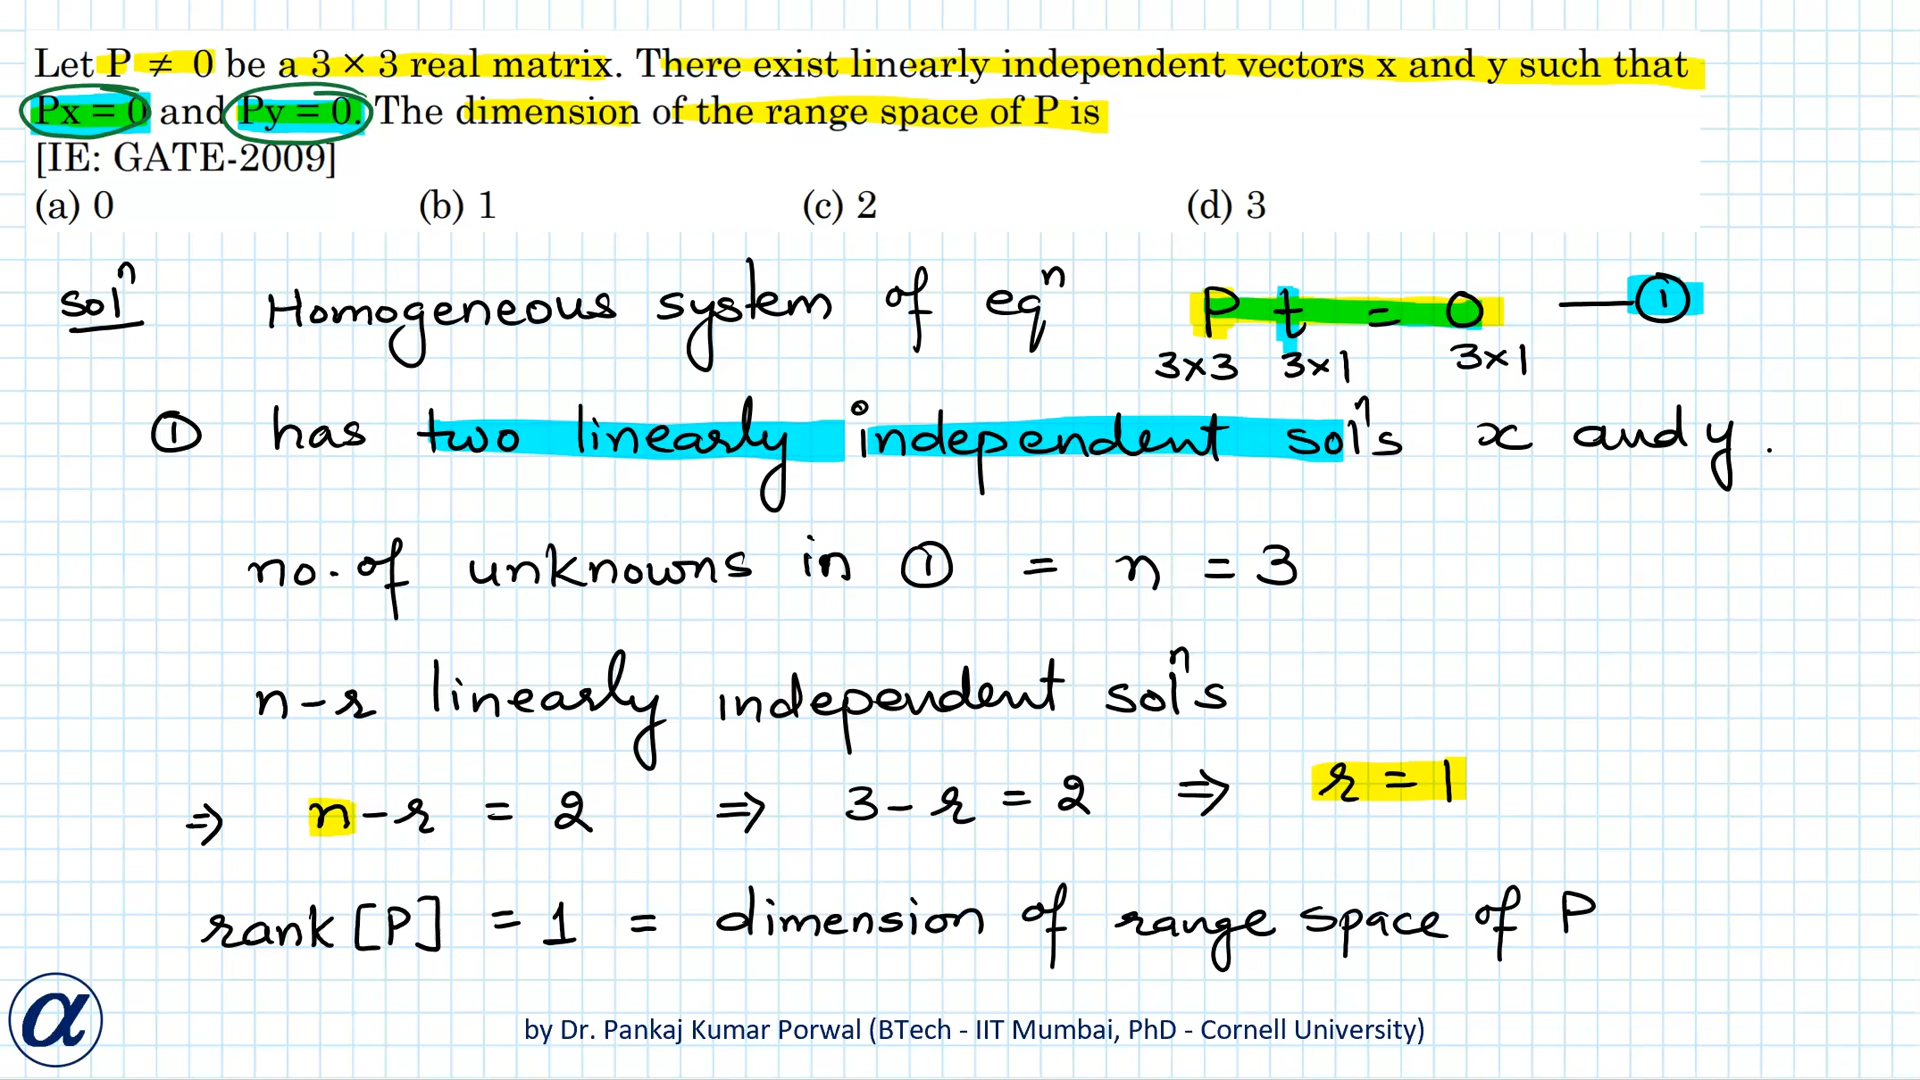 Let P ≠ 0 be a 3 × 3 real matrix. There exist linearly independent vectors x and y such that
Px = 0 and Py = 0. The dimension of the range space of P is
[IE: GATE-2009]
(a) 0 (b) 1 (c) 2 (d) 3
solⁿ Homogeneous system of eqⁿ P t = 0 — ①
3×3 3×1 3×1
① has two linearly independent solⁿs x and y.
no. of unknowns in ① = n = 3
n-r linearly independent solⁿs
⇒ n-r = 2 ⇒ 3-r = 2 ⇒ r = 1
rank [P] = 1 = dimension of range space of P
α
by Dr. Pankaj Kumar Porwal (BTech - IIT Mumbai, PhD - Cornell University)